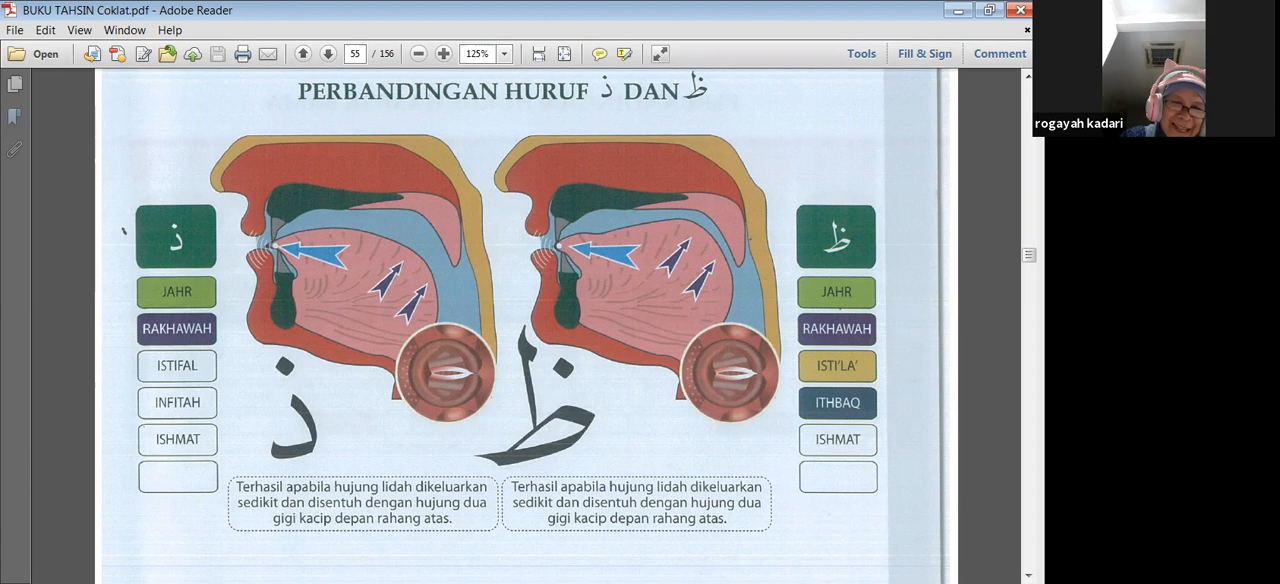 BUKU TAHSIN Coklat.pdf - Adobe Reader
File Edit View Window Help
Open 55 / 156 125% Tools Fill & Sign Comment
rogayah kadari
PERBANDINGAN HURUF ذ DAN ظ
ذ
JAHR
RAKHAWAH
ISTIFAL
INFITAH
ISHMAT
ذ
Terhasil apabila hujung lidah dikeluarkan
sedikit dan disentuh dengan hujung dua
gigi kacip depan rahang atas.
ظ
Terhasil apabila hujung lidah dikeluarkan
sedikit dan disentuh dengan hujung dua
gigi kacip depan rahang atas.
ظ
JAHR
RAKHAWAH
ISTI'LA'
ITHBAQ
ISHMAT